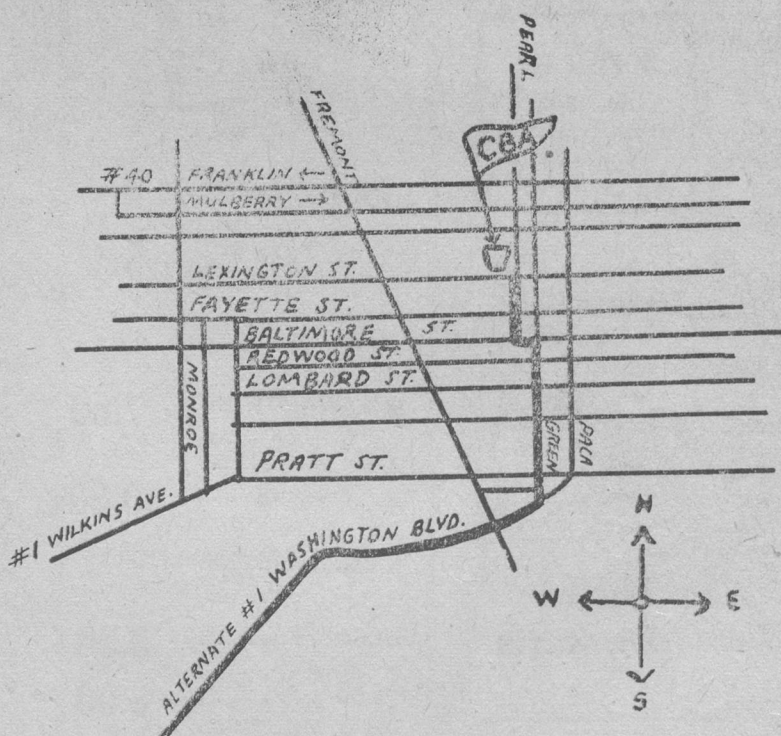 PEARL
FREMONT
CBA
#40 FRANKLIN ←
MULBERRY →
LEXINGTON ST.
FAYETTE ST.
BALTIMORE ST.
REDWOOD ST.
LOMBARD ST.
MONROE
GREEN
PACA
PRATT ST.
#1 WILKINS AVE.
ALTERNATE #1 WASHINGTON BLVD.
N
W E
S